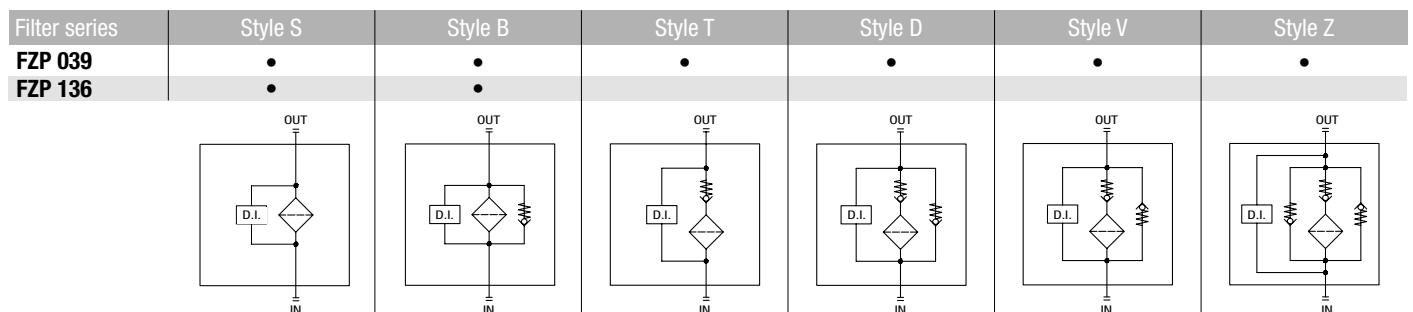 Filter series Style S Style B Style T Style D Style V Style Z
FZP 039 • • • • • •
FZP 136 • •
OUT OUT OUT OUT OUT OUT
D.I. D.I. D.I. D.I. D.I. D.I.
IN IN IN IN IN IN